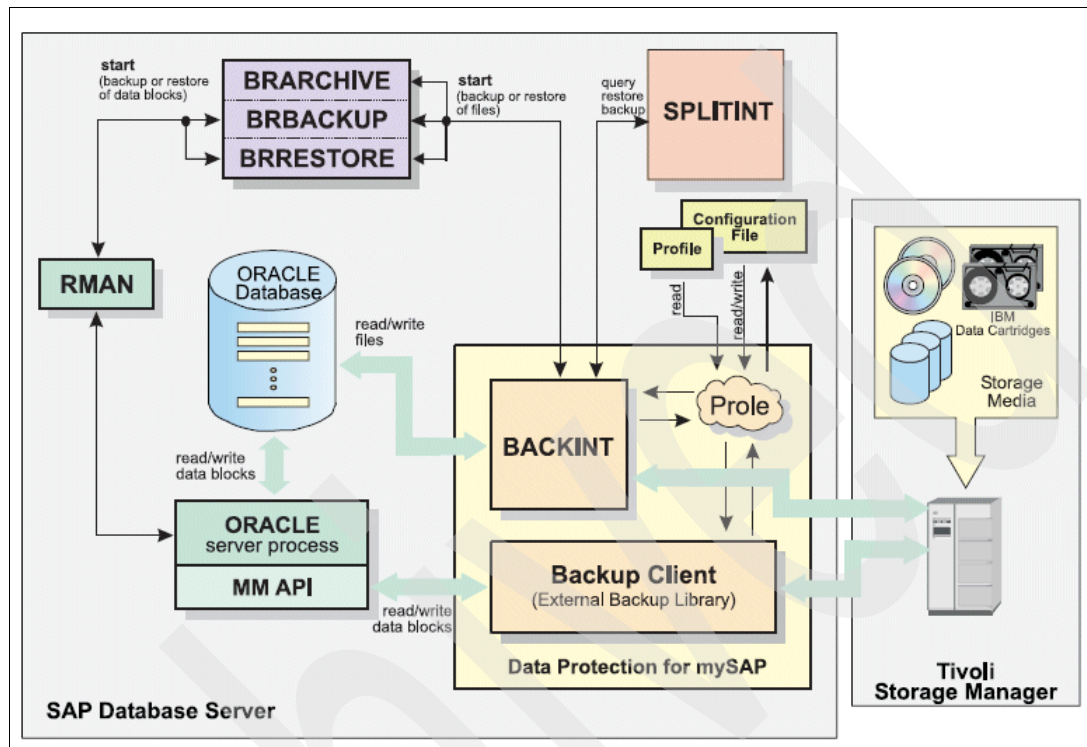 start
(backup or restore
of data blocks)
BRARCHIVE
BRBACKUP
BRRESTORE
start
(backup or restore
of files)
query
restore
backup
SPLITINT
Configuration
File
Profile
RMAN
ORACLE
Database
read/write
files
read
read/write
IBM
Data Cartridges
Storage
Media
BACKINT
Prole
read/write
data blocks
ORACLE
server process
MM API
read/write
data blocks
Backup Client
(External Backup Library)
Data Protection for mySAP
Tivoli
Storage Manager
SAP Database Server